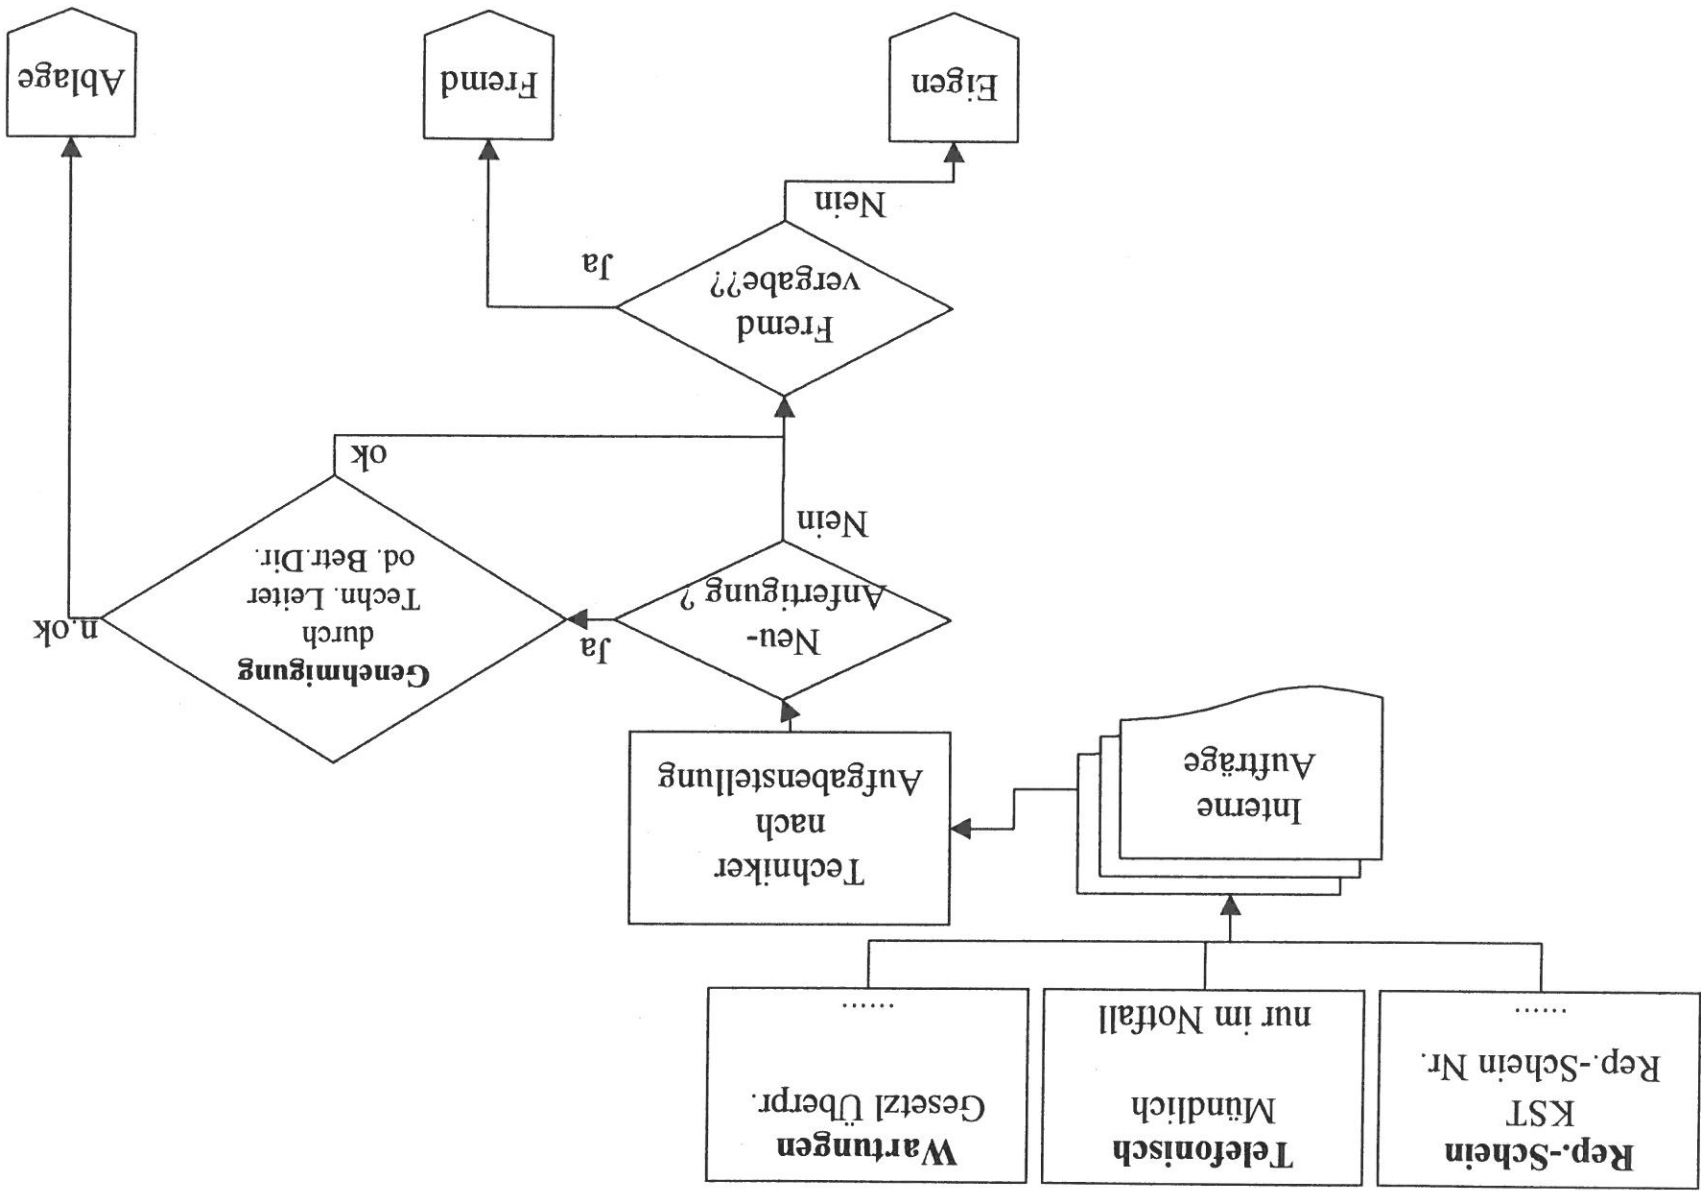 Rep.-Schein
KST
Rep.-Schein Nr.
......
Telefonisch
Mündlich
nur im Notfall
Wartungen
Gesetzl Überpr.
......
Interne
Aufträge
Techniker
nach
Aufgabenstellung
Neu-
Anfertigung ?
Ja
Nein
Genehmigung
durch
Techn. Leiter
od. Betr.Dir.
n.ok
ok
Fremd
vergabe??
Ja
Nein
Eigen
Fremd
Ablage